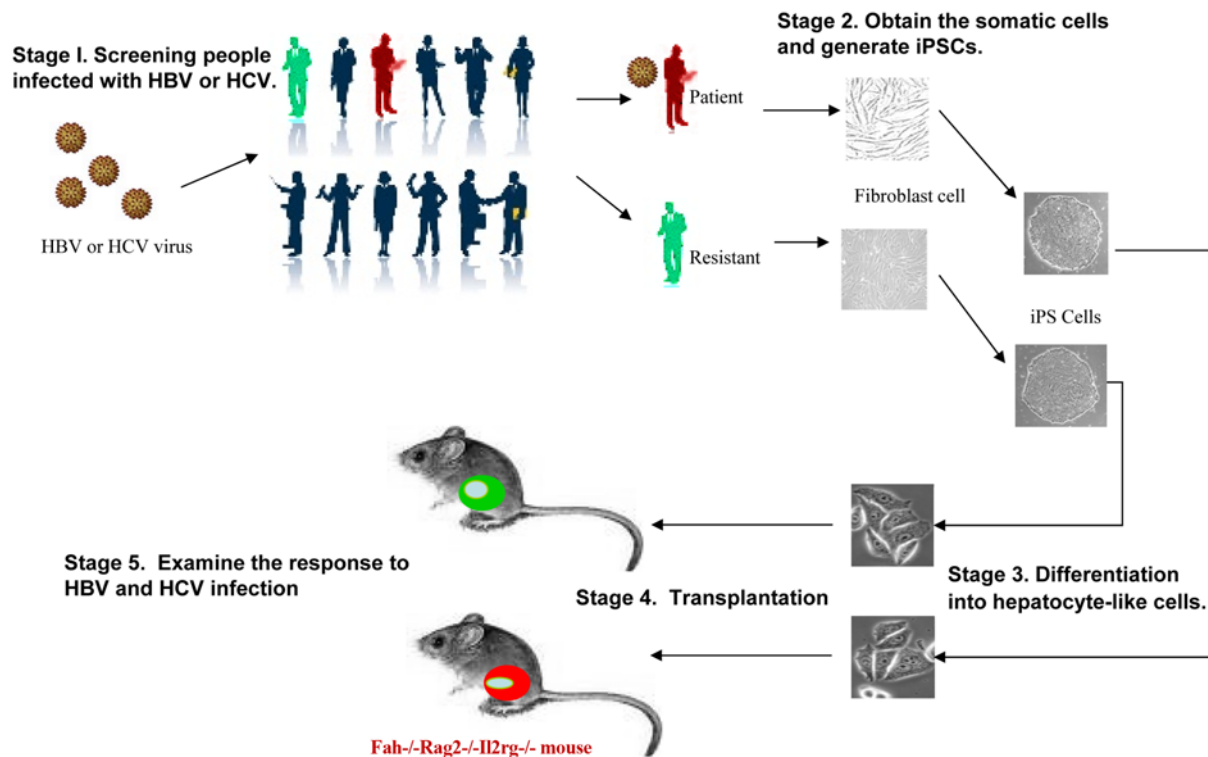 Stage I. Screening people
infected with HBV or HCV.
HBV or HCV virus
Patient
Resistant
Stage 2. Obtain the somatic cells
and generate iPSCs.
Fibroblast cell
iPS Cells
Stage 3. Differentiation
into hepatocyte-like cells.
Stage 4.  Transplantation
Stage 5.  Examine the response to
HBV and HCV infection
Fah-/-Rag2-/-Il2rg-/- mouse